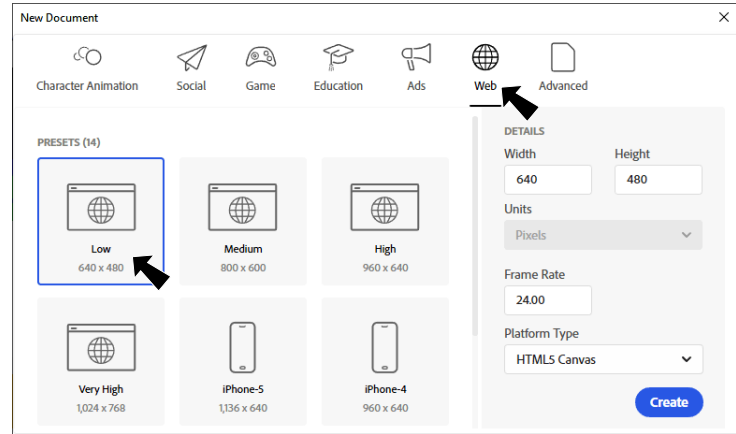 New Document
Character Animation
Social
Game
Education
Ads
Web
Advanced
PRESETS (14)
Low
640 x 480
Medium
800 x 600
High
960 x 640
Very High
1,024 x 768
iPhone-5
1,136 x 640
iPhone-4
960 x 640
DETAILS
Width Height
640 480
Units
Pixels
Frame Rate
24.00
Platform Type
HTML5 Canvas
Create